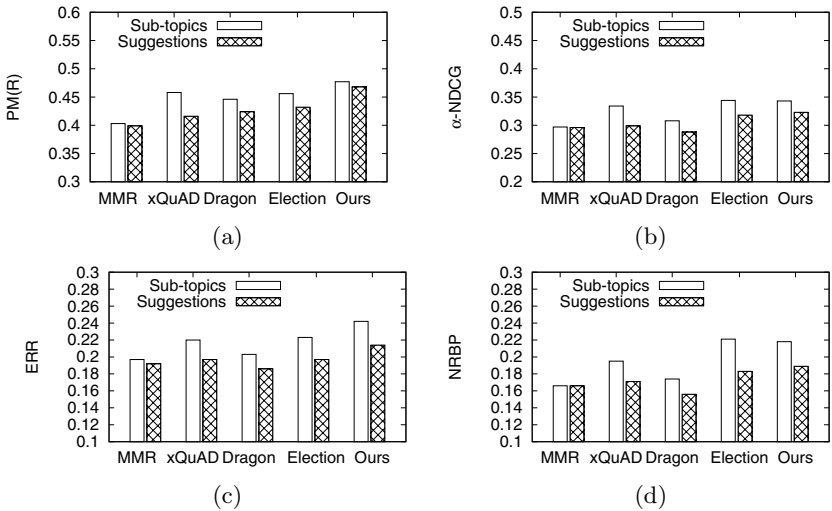 0.6
0.55
0.5
0.45
0.4
0.35
0.3
PM(R)
Sub-topics
Suggestions
MMR xQuAD Dragon Election Ours
(a)
0.5
0.45
0.4
0.35
0.3
0.25
0.2
α-NDCG
Sub-topics
Suggestions
MMR xQuAD Dragon Election Ours
(b)
0.3
0.28
0.26
0.24
0.22
0.2
0.18
0.16
0.14
0.12
0.1
ERR
Sub-topics
Suggestions
MMR xQuAD Dragon Election Ours
(c)
0.3
0.28
0.26
0.24
0.22
0.2
0.18
0.16
0.14
0.12
0.1
NRBP
Sub-topics
Suggestions
MMR xQuAD Dragon Election Ours
(d)